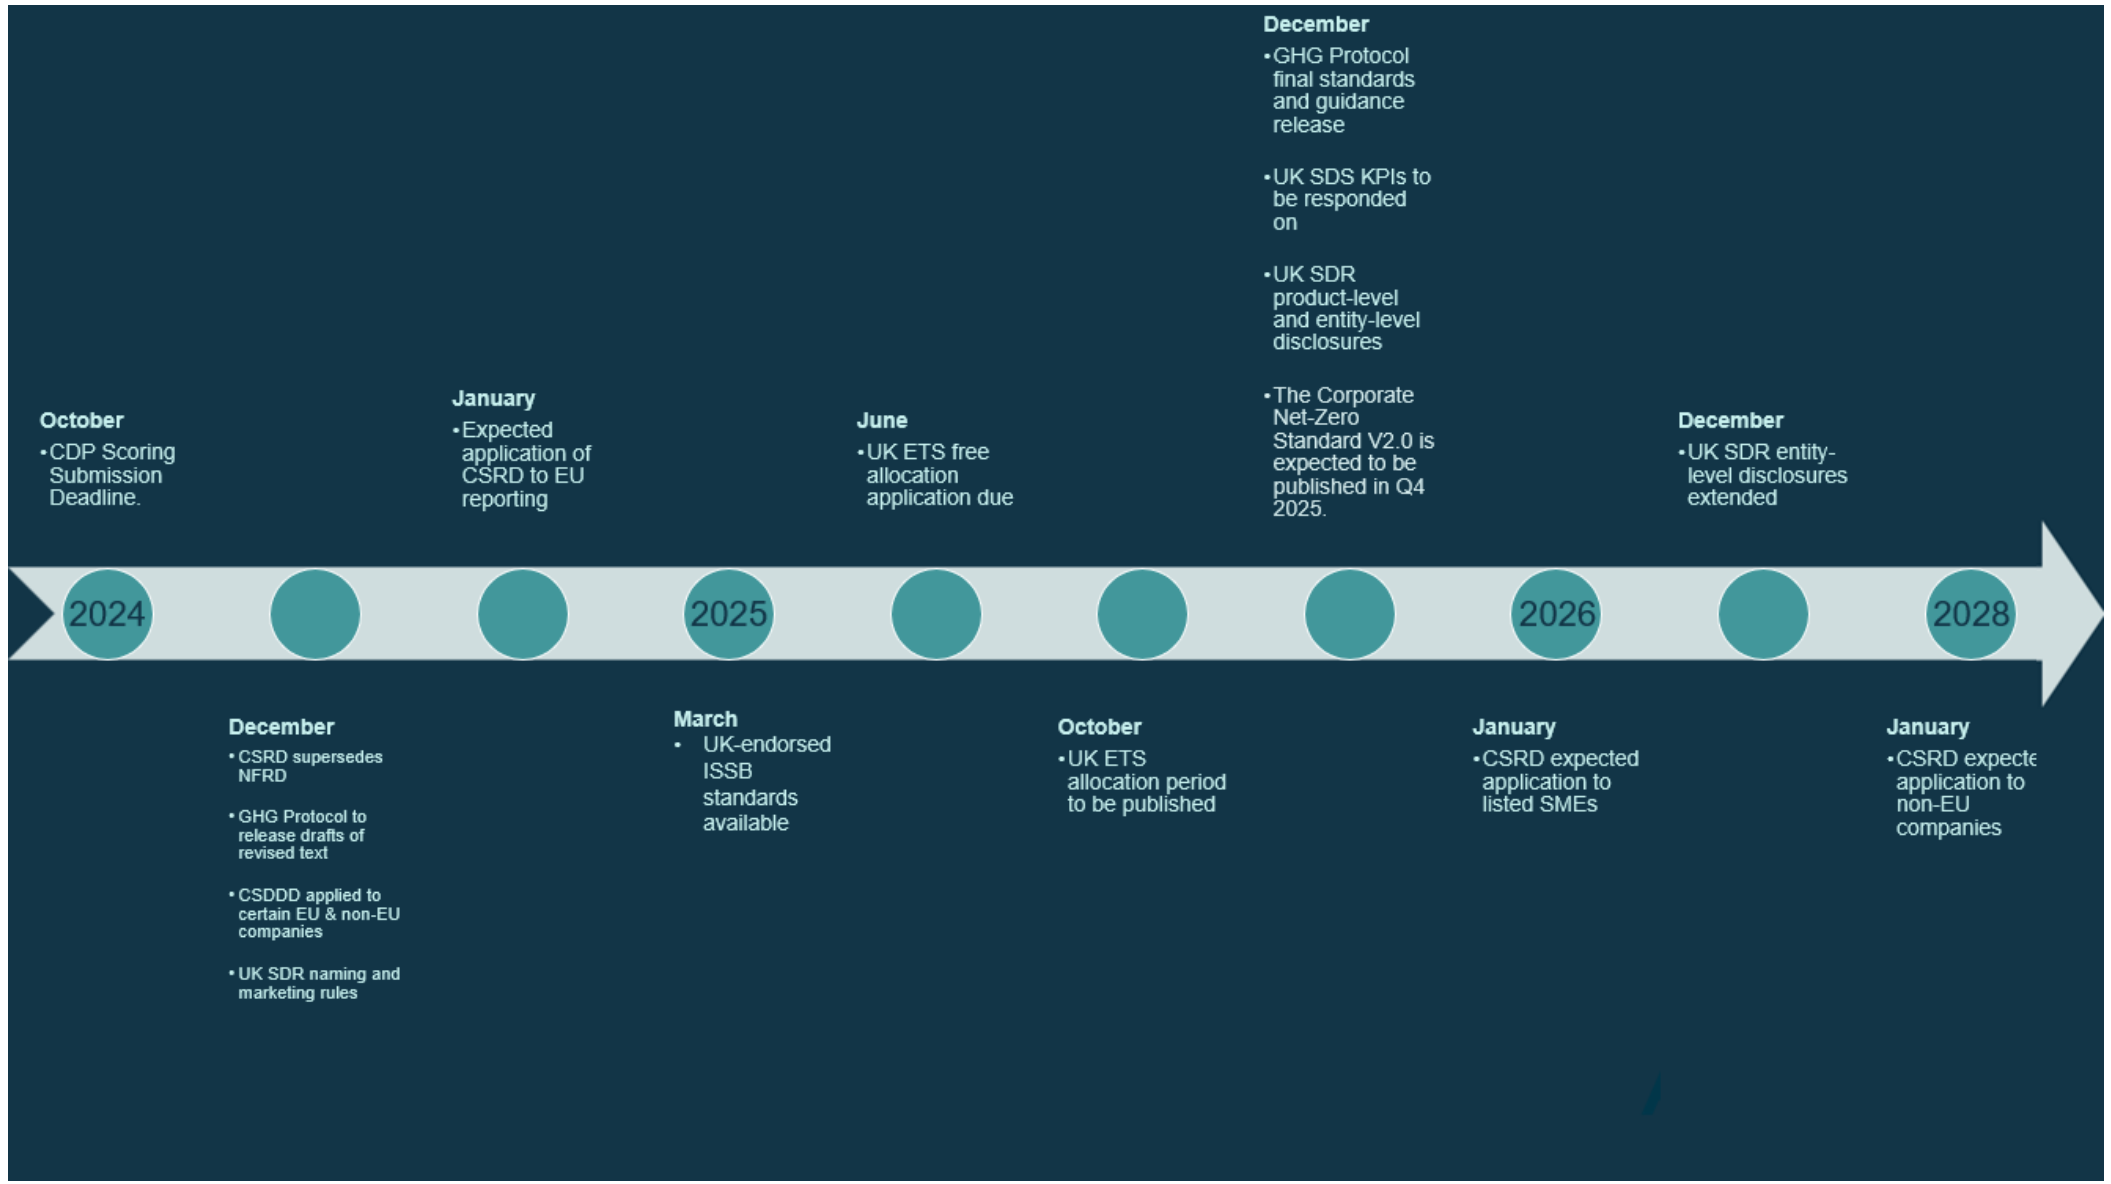 October
•CDP Scoring
Submission
Deadline.
January
•Expected
application of
CSRD to EU
reporting
June
•UK ETS free
allocation
application due
December
•GHG Protocol
final standards
and guidance
release
•UK SDS KPIs to
be responded
on
•UK SDR
product-level
and entity-level
disclosures
•The Corporate
Net-Zero
Standard V2.0 is
expected to be
published in Q4
2025.
December
•UK SDR entity-
level disclosures
extended
2024
2025
2026
2028
December
•CSRD supersedes
NFRD
•GHG Protocol to
release drafts of
revised text
•CSDDD applied to
certain EU & non-EU
companies
•UK SDR naming and
marketing rules
March
• UK-endorsed
ISSB
standards
available
October
•UK ETS
allocation period
to be published
January
•CSRD expected
application to
listed SMEs
January
•CSRD expecte
application to
non-EU
companies